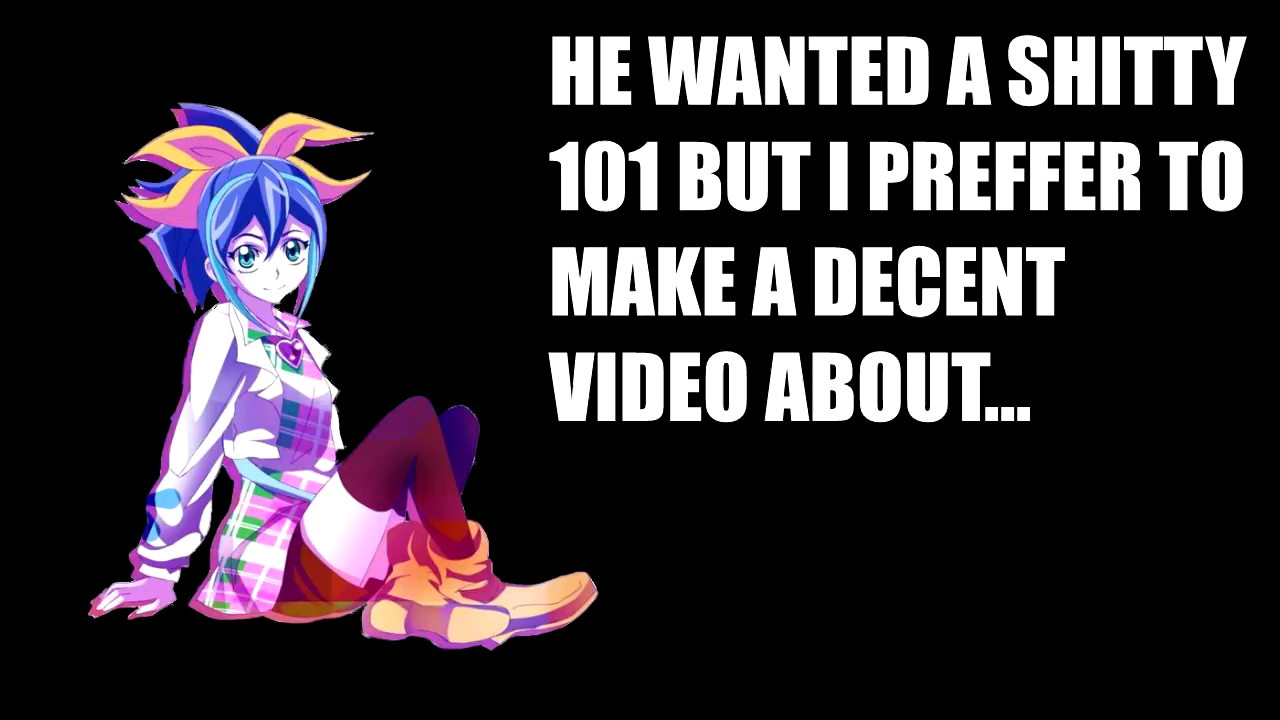 HE WANTED A SHITTY
101 BUT I PREFFER TO
MAKE A DECENT
VIDEO ABOUT...